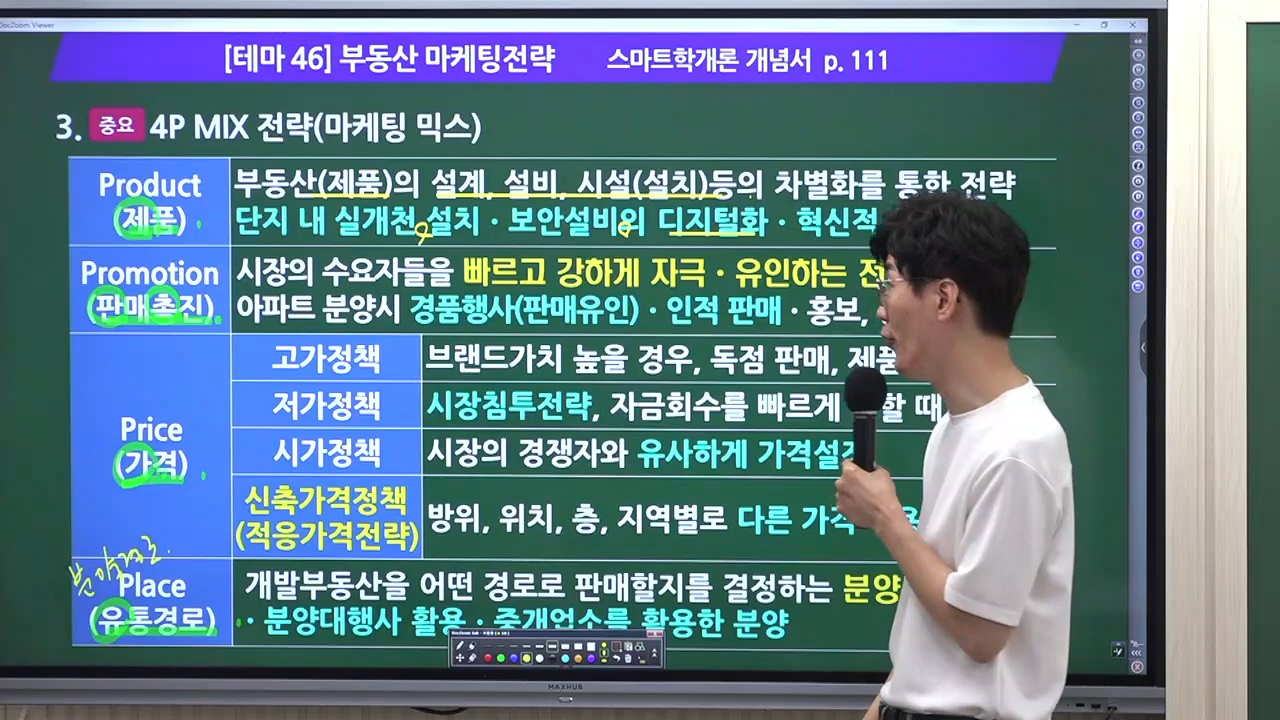 DocZoom Viewer
[테마 46] 부동산 마케팅전략 스마트학개론 개념서 p. 111
3. 중요 4P MIX 전략(마케팅 믹스)
Product
(제품)
부동산(제품)의 설계, 설비, 시설(설치)등의 차별화를 통한 전략
단지 내 실개천 설치 · 보안설비의 디지털화 · 혁신적
Promotion
(판매촉진)
시장의 수요자들을 빠르고 강하게 자극 · 유인하는
아파트 분양시 경품행사(판매유인) · 인적 판매 · 홍보,
Price
(가격)
고가정책
브랜드가치 높을 경우, 독점 판매,
저가정책
시장침투전략, 자금회수를 빠르게 할 때
시가정책
시장의 경쟁자와 유사하게
신축가격정책
(적응가격전략)
방위, 위치, 층, 지역별로 다른
Place
(유통경로)
개발부동산을 어떤 경로로 판매할지를 결정하는 분양
· 분양대행사 활용 · 중개업소를 활용한 분양
MAXHUB